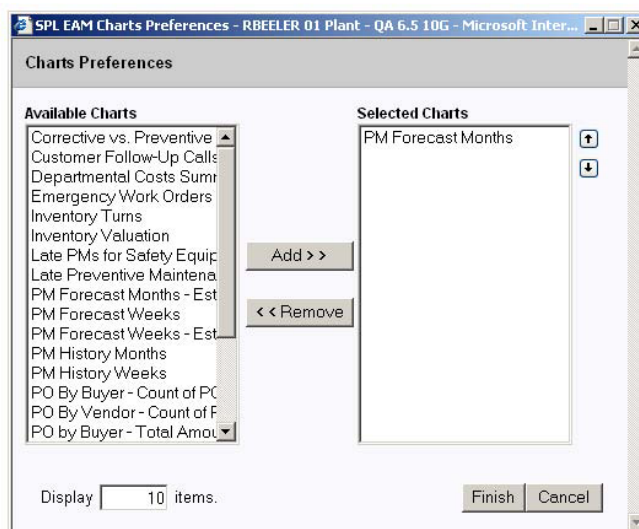 SPL EAM Charts Preferences - RBEELER 01 Plant - QA 6.5 10G - Microsoft Inter...
Charts Preferences
Available Charts
Corrective vs. Preventive
Customer Follow-Up Calls
Departmental Costs Summ
Emergency Work Orders
Inventory Turns
Inventory Valuation
Late PMs for Safety Equip
Late Preventive Maintena
PM Forecast Months - Est
PM Forecast Weeks
PM Forecast Weeks - Est
PM History Months
PM History Weeks
PO By Buyer - Count of PO
PO By Vendor - Count of P
PO by Buyer - Total Amou
Add >>
<< Remove
Selected Charts
PM Forecast Months
Display 10 items.
Finish Cancel